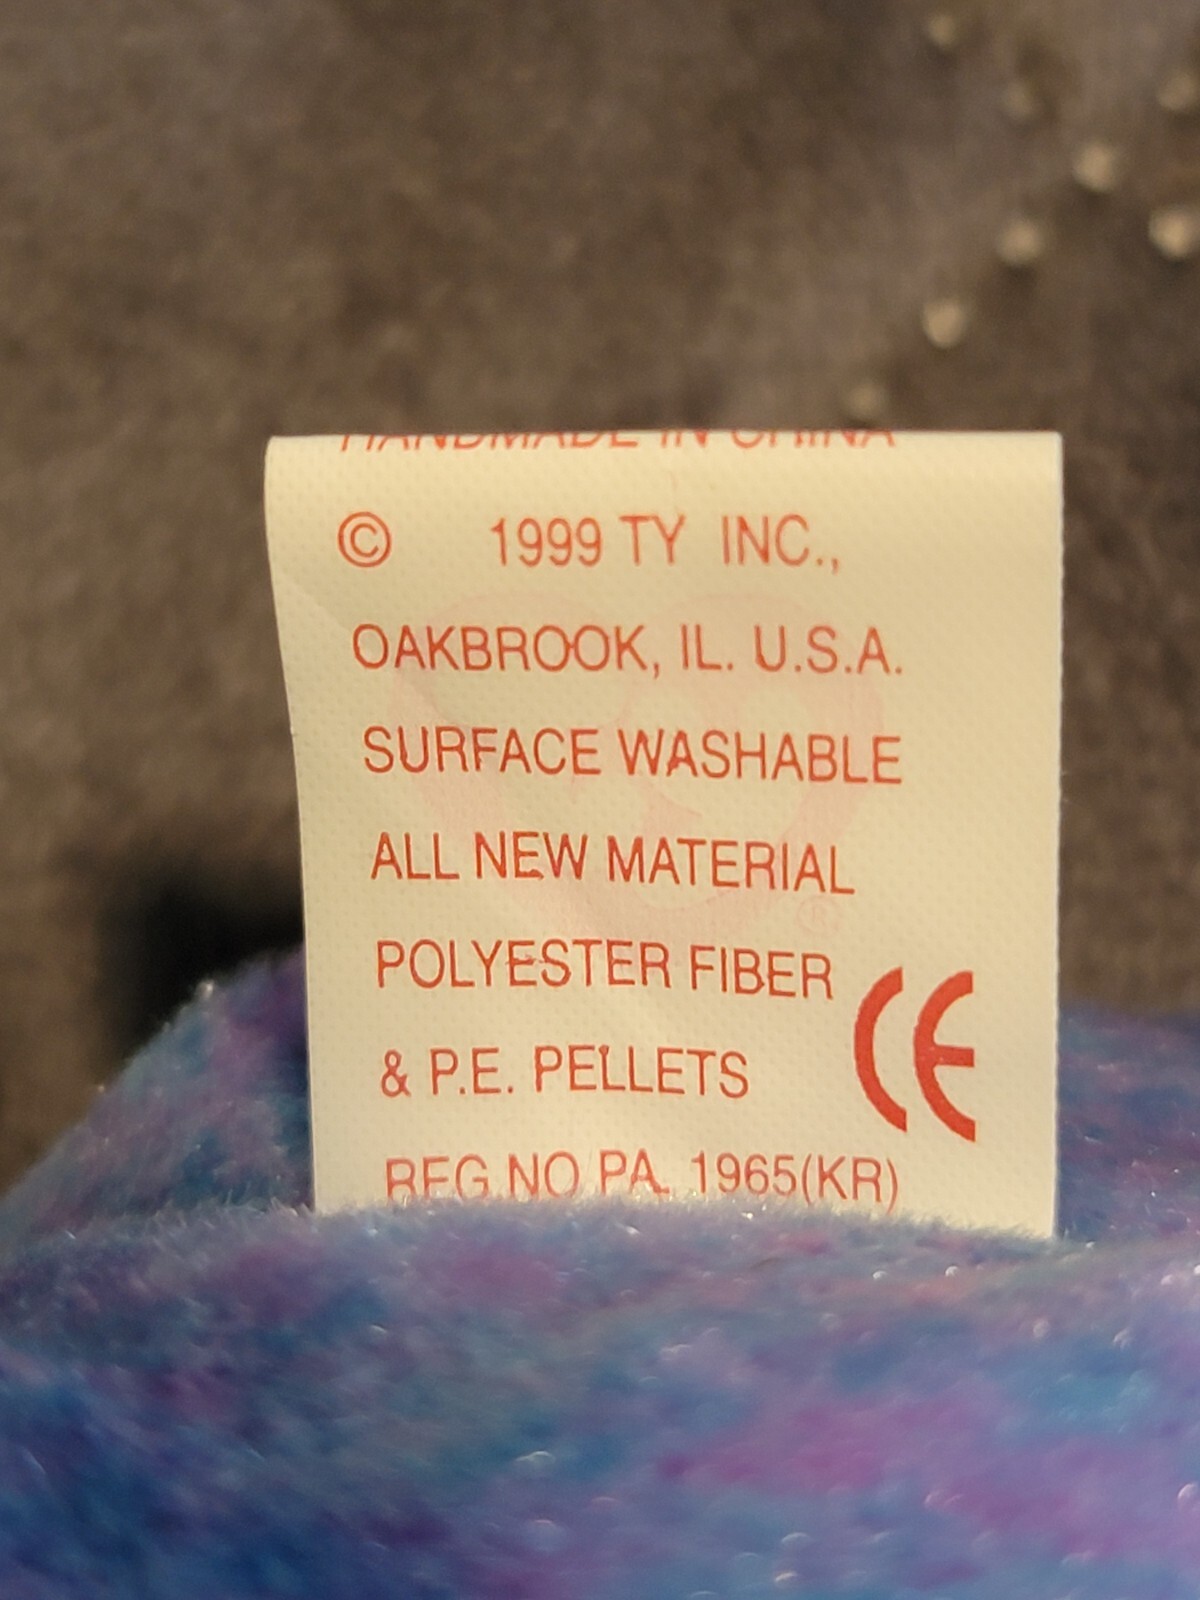 HANDMADE IN CHINA
© 1999 TY INC.,
OAKBROOK, IL. U.S.A.
SURFACE WASHABLE
ALL NEW MATERIAL
POLYESTER FIBER
& P.E. PELLETS
CE
REG NO PA. 1965(KR)